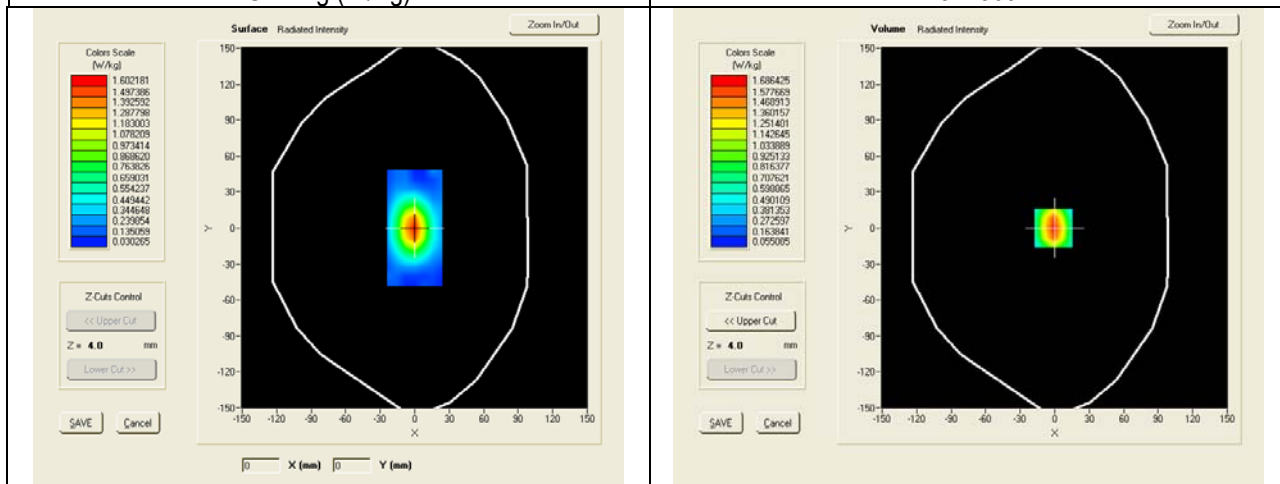 Surface Radiated Intensity
Zoom In/Out
Colors Scale
(W/kg)
1.602181
1.497386
1.392592
1.287798
1.183003
1.078209
0.973414
0.868620
0.763826
0.659031
0.554237
0.449442
0.344648
0.239854
0.135059
0.030265
150
120
90
60
30
0
-30
-60
-90
-120
-150
Y
-150 -120 -90 -60 -30 0 30 60 90 120 150
X
Z-Cuts Control
<< Upper Cut
Z = 4.0 mm
Lower Cut >>
SAVE Cancel
0 X (mm) 0 Y (mm)
Volume Radiated Intensity
Zoom In/Out
Colors Scale
(W/kg)
1.686425
1.577669
1.468913
1.360157
1.251401
1.142645
1.033889
0.925133
0.816377
0.707621
0.598865
0.490109
0.381353
0.272597
0.163841
0.055085
150
120
90
60
30
0
-30
-60
-90
-120
-150
Y
-150 -120 -90 -60 -30 0 30 60 90 120 150
X
Z-Cuts Control
<< Upper Cut
Z = 4.0 mm
Lower Cut >>
SAVE Cancel